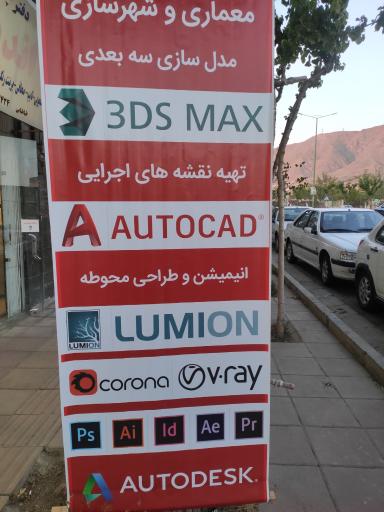 معماری و شهرسازی
مدل سازی سه بعدی
3DS MAX
تهیه نقشه های اجرایی
AUTOCAD®
انیمیشن و طراحی محوطه
LUMION
LUMION
corona v·ray
Ps Ai Id Ae Pr
AUTODESK.